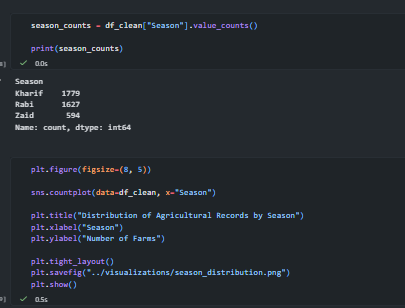 season_counts = df_clean["Season"].value_counts()
print(season_counts)
0.0s
Season
Kharif 1779
Rabi 1627
Zaid 594
Name: count, dtype: int64
plt.figure(figsize=(8, 5))
sns.countplot(data=df_clean, x="Season")
plt.title("Distribution of Agricultural Records by Season")
plt.xlabel("Season")
plt.ylabel("Number of Farms")
plt.tight_layout()
plt.savefig("../visualizations/season_distribution.png")
plt.show()
0.5s